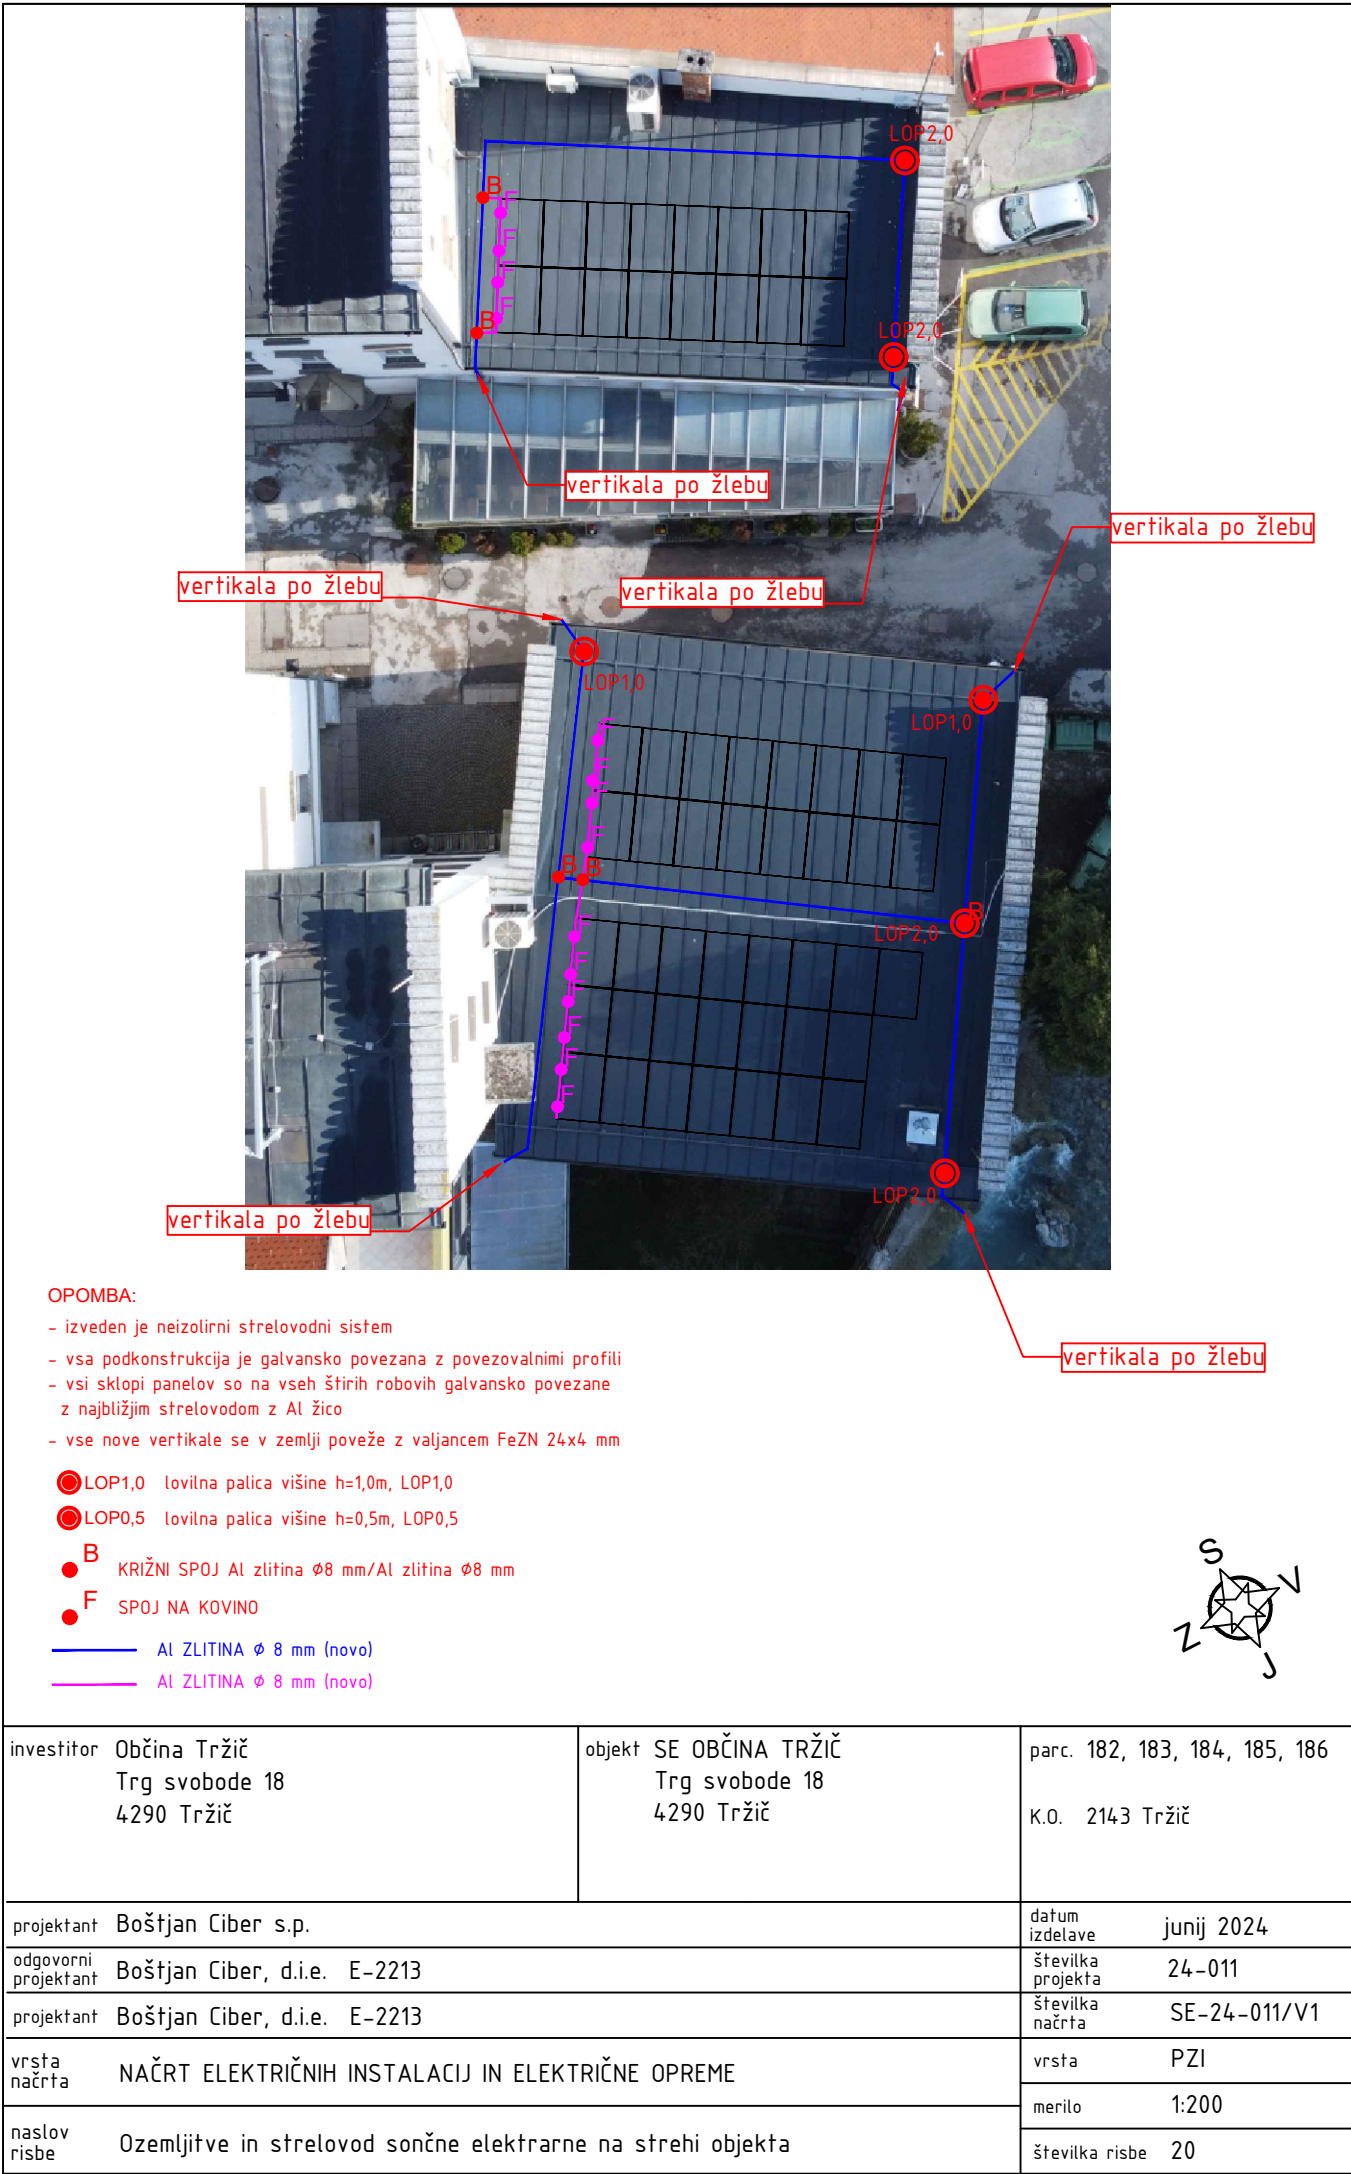 LOP2,0
B
F
F
F
F
B
LOP2,0
vertikala po žlebu
vertikala po žlebu
vertikala po žlebu
vertikala po žlebu
LOP1,0
LOP1,0
F
F
F
F
B
B
B
LOP2,0
F
F
F
F
F
F
LOP2,0
vertikala po žlebu
vertikala po žlebu
OPOMBA:
- izveden je neizolirni strelovodni sistem
- vsa podkonstrukcija je galvansko povezana z povezovalnimi profili
- vsi sklopi panelov so na vseh štirih robovih galvansko povezane
z najbližjim strelovodom z Al žico
- vse nove vertikale se v zemlji poveže z valjancem FeZN 24x4 mm
LOP1,0 lovilna palica višine h=1,0m, LOP1,0
LOP0,5 lovilna palica višine h=0,5m, LOP0,5
B KRIŽNI SPOJ Al zlitina Ø8 mm/Al zlitina Ø8 mm
F SPOJ NA KOVINO
Al ZLITINA Ø 8 mm (novo)
Al ZLITINA Ø 8 mm (novo)
S
V
Z
J
investitor Občina Tržič
Trg svobode 18
4290 Tržič
objekt SE OBČINA TRŽIČ
Trg svobode 18
4290 Tržič
parc. 182, 183, 184, 185, 186
K.O. 2143 Tržič
projektant Boštjan Ciber s.p.
datum
izdelave junij 2024
odgovorni
projektant Boštjan Ciber, d.i.e. E-2213
številka
projekta 24-011
projektant Boštjan Ciber, d.i.e. E-2213
številka
načrta SE-24-011/V1
vrsta
načrta NAČRT ELEKTRIČNIH INSTALACIJ IN ELEKTRIČNE OPREME
vrsta PZI
merilo 1:200
naslov
risbe Ozemljitve in strelovod sončne elektrarne na strehi objekta
številka risbe 20